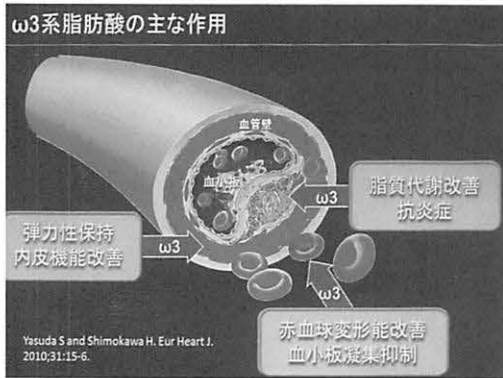 ω3系脂肪酸の主な作用
血管壁
血小板
脂質代謝改善
抗炎症
ω3
弾力性保持
内皮機能改善
ω3
ω3
赤血球変形能改善
血小板凝集抑制
Yasuda S and Shimokawa H. Eur Heart J.
2010;31:15-6.